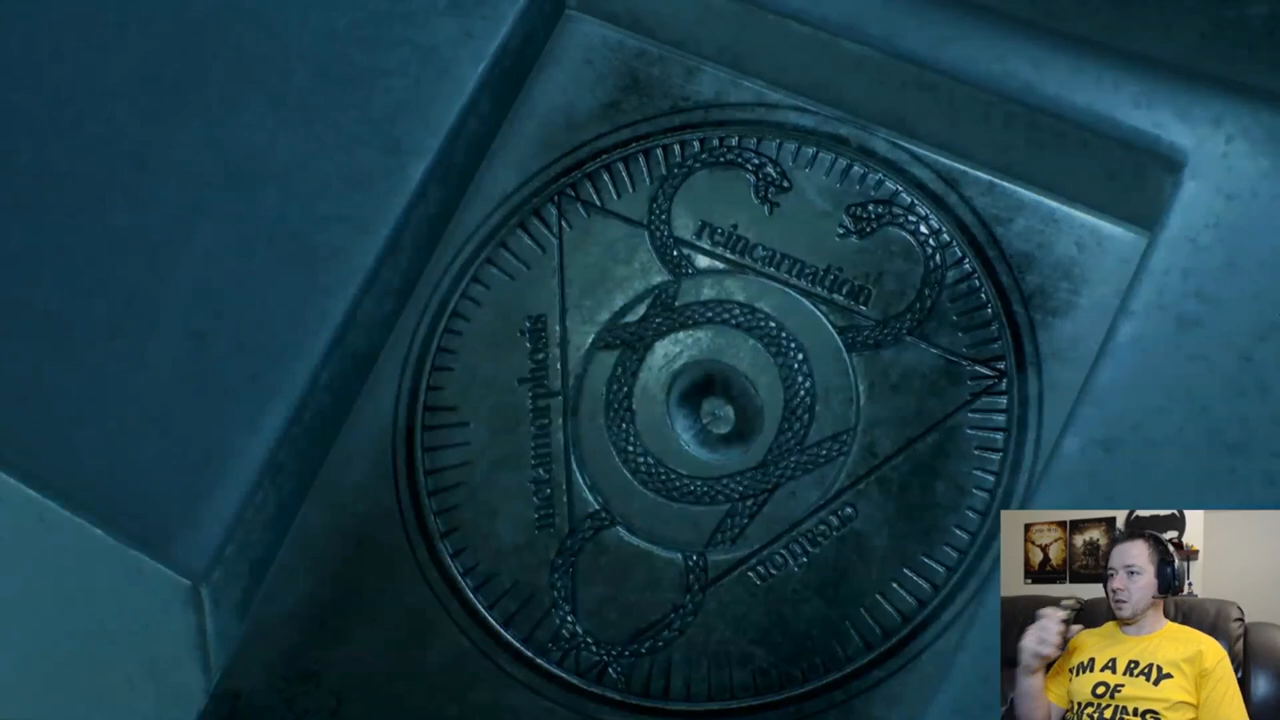 reincarnation
metamorphosis
creation
I'M A RAY
OF